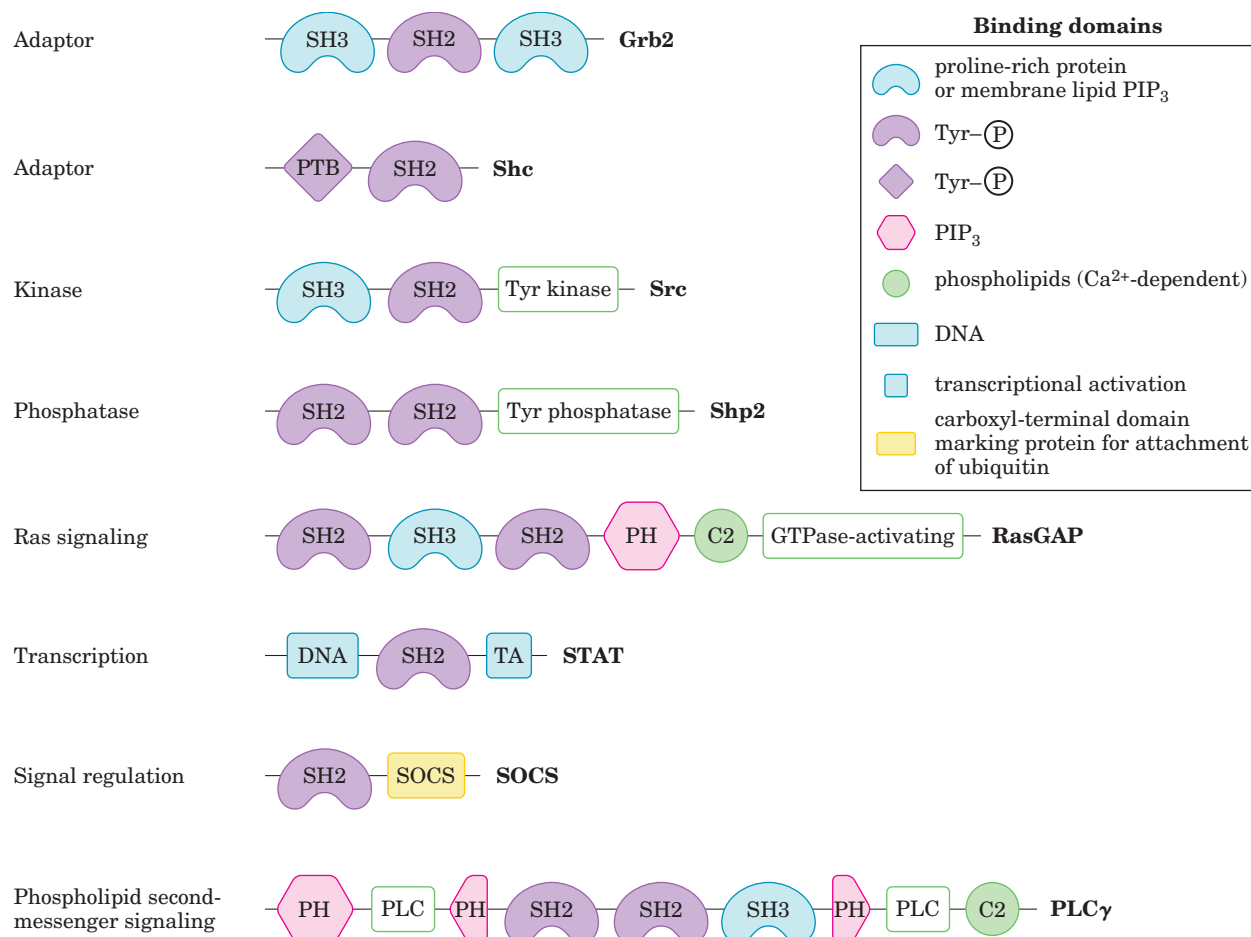 Adaptor
SH3 SH2 SH3 Grb2
Adaptor
PTB SH2 Shc
Kinase
SH3 SH2 Tyr kinase Src
Phosphatase
SH2 SH2 Tyr phosphatase Shp2
Ras signaling
SH2 SH3 SH2 PH C2 GTPase-activating RasGAP
Transcription
DNA SH2 TA STAT
Signal regulation
SH2 SOCS SOCS
Phospholipid second-
messenger signaling
PH PLC PH SH2 SH2 SH3 PH PLC C2 PLCγ
Binding domains
proline-rich protein
or membrane lipid PIP₃
Tyr–Ⓟ
Tyr–Ⓟ
PIP₃
phospholipids (Ca²⁺-dependent)
DNA
transcriptional activation
carboxyl-terminal domain
marking protein for attachment
of ubiquitin